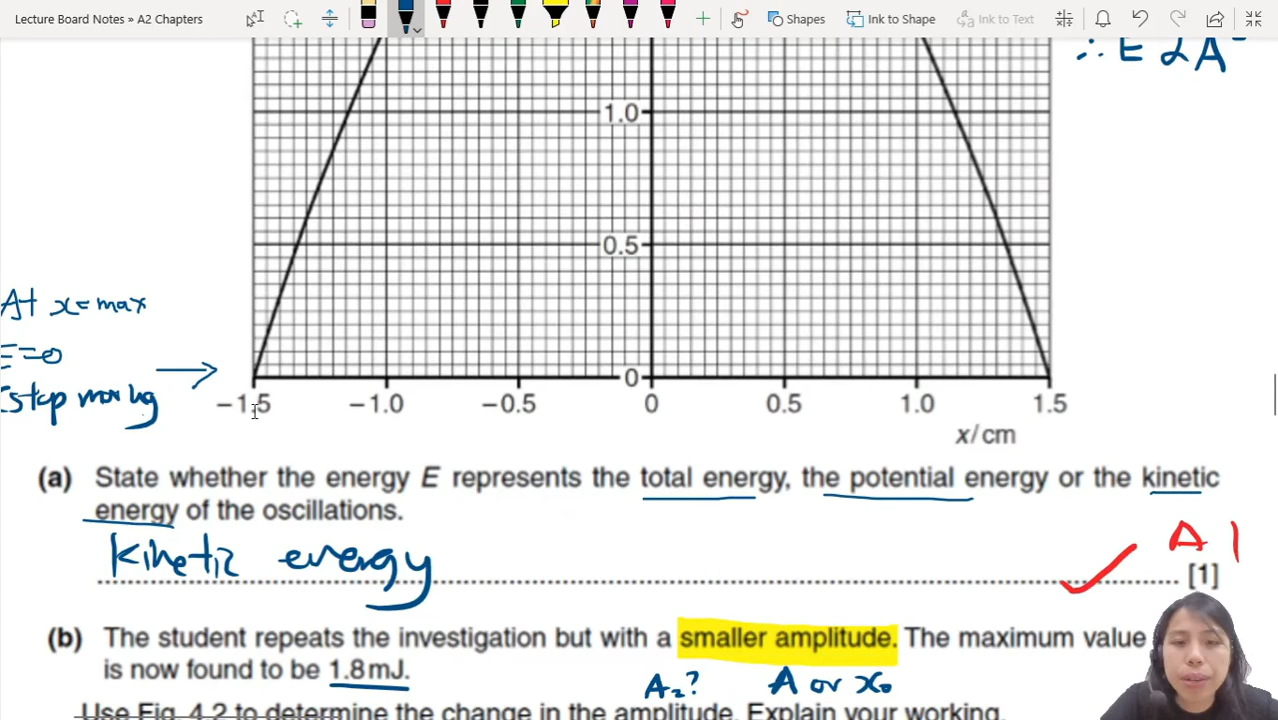 Lecture Board Notes » A2 Chapters
Shapes
Ink to Shape
Ink to Text
∴ E ∝ A
1.0
0.5
0
At x = max
E=0
stop moving
−1.5 −1.0 −0.5 0 0.5 1.0 1.5
x/cm
(a) State whether the energy E represents the total energy, the potential energy or the kinetic
energy of the oscillations.
kinetic energy
A 1
[1]
(b) The student repeats the investigation but with a smaller amplitude. The maximum value
is now found to be 1.8mJ.
A₂? A or x₀
Use Fig. 4.2 to determine the change in the amplitude. Explain your working.